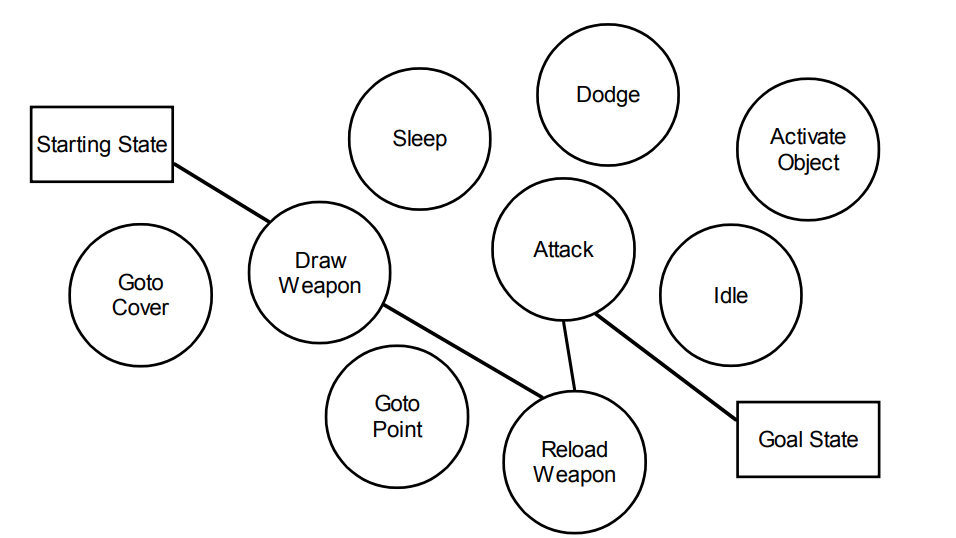 Dodge
Sleep
Activate
Object
Starting State
Attack
Draw
Weapon
Goto
Cover
Idle
Goto
Point
Goal State
Reload
Weapon